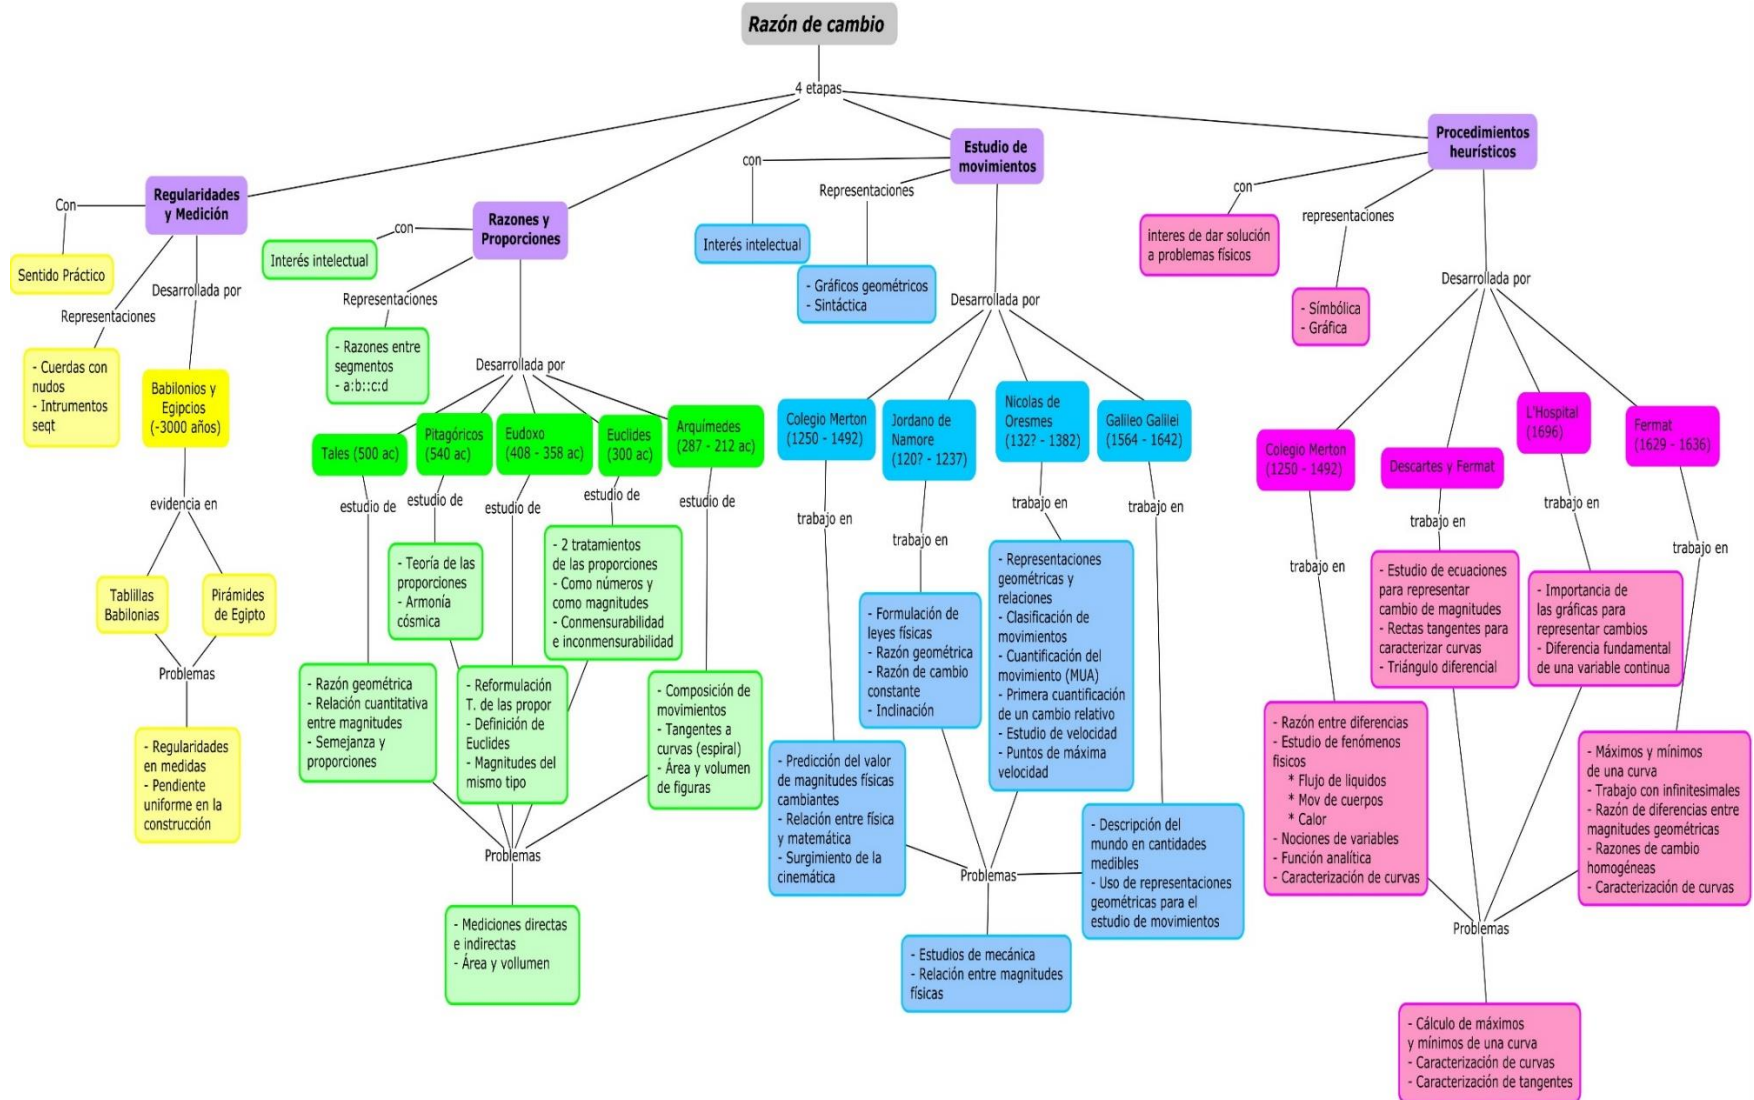 Razón de cambio
4 etapas
Regularidades
y Medición
Con
Sentido Práctico
Representaciones
- Cuerdas con
nudos
- Intrumentos
seqt
Desarrollada por
Babilonios y
Egipcios
(-3000 años)
evidencia en
Tablillas
Babilonias
Pirámides
de Egipto
Problemas
- Regularidades
en medidas
- Pendiente
uniforme en la
construcción
Razones y
Proporciones
con
Interés intelectual
Representaciones
- Razones entre
segmentos
- a:b::c:d
Desarrollada por
Tales (500 ac)
estudio de
- Razón geométrica
- Relación cuantitativa
entre magnitudes
- Semejanza y
proporciones
Pitagóricos
(540 ac)
estudio de
- Teoría de las
proporciones
- Armonía
cósmica
Eudoxo
(408 - 358 ac)
estudio de
- Reformulación
T. de las propor
- Definición de
Euclides
- Magnitudes del
mismo tipo
Euclides
(300 ac)
estudio de
- 2 tratamientos
de las proporciones
- Como números y
como magnitudes
- Conmensurabilidad
e inconmensurabilidad
Arquímedes
(287 - 212 ac)
estudio de
- Composición de
movimientos
- Tangentes a
curvas (espiral)
- Área y volumen
de figuras
Problemas
- Mediciones directas
e indirectas
- Área y vollumen
Estudio de
movimientos
con
Interés intelectual
Representaciones
- Gráficos geométricos
- Sintáctica
Desarrollada por
Colegio Merton
(1250 - 1492)
trabajo en
- Predicción del valor
de magnitudes físicas
cambiantes
- Relación entre física
y matemática
- Surgimiento de la
cinemática
Jordano de
Namore
(120? - 1237)
trabajo en
- Formulación de
leyes físicas
- Razón geométrica
- Razón de cambio
constante
- Inclinación
Nicolas de
Oresmes
(132? - 1382)
trabajo en
- Representaciones
geométricas y
relaciones
- Clasificación de
movimientos
- Cuantificación del
movimiento (MUA)
- Primera cuantificación
de un cambio relativo
- Estudio de velocidad
- Puntos de máxima
velocidad
Galileo Galilei
(1564 - 1642)
trabajo en
- Descripción del
mundo en cantidades
medibles
- Uso de representaciones
geométricas para el
estudio de movimientos
Problemas
- Estudios de mecánica
- Relación entre magnitudes
físicas
Procedimientos
heurísticos
con
interes de dar solución
a problemas físicos
representaciones
- Símbólica
- Gráfica
Desarrollada por
Colegio Merton
(1250 - 1492)
trabajo en
- Razón entre diferencias
- Estudio de fenómenos
fisicos
* Flujo de liquidos
* Mov de cuerpos
* Calor
- Nociones de variables
- Función analítica
- Caracterización de curvas
Descartes y Fermat
trabajo en
- Estudio de ecuaciones
para representar
cambio de magnitudes
- Rectas tangentes para
caracterizar curvas
- Triángulo diferencial
L'Hospital
(1696)
trabajo en
- Importancia de
las gráficas para
representar cambios
- Diferencia fundamental
de una variable continua
Fermat
(1629 - 1636)
trabajo en
- Máximos y mínimos
de una curva
- Trabajo con infinitesimales
- Razón de diferencias entre
magnitudes geométricas
- Razones de cambio
homogéneas
- Caracterización de curvas
Problemas
- Cálculo de máximos
y mínimos de una curva
- Caracterización de curvas
- Caracterización de tangentes